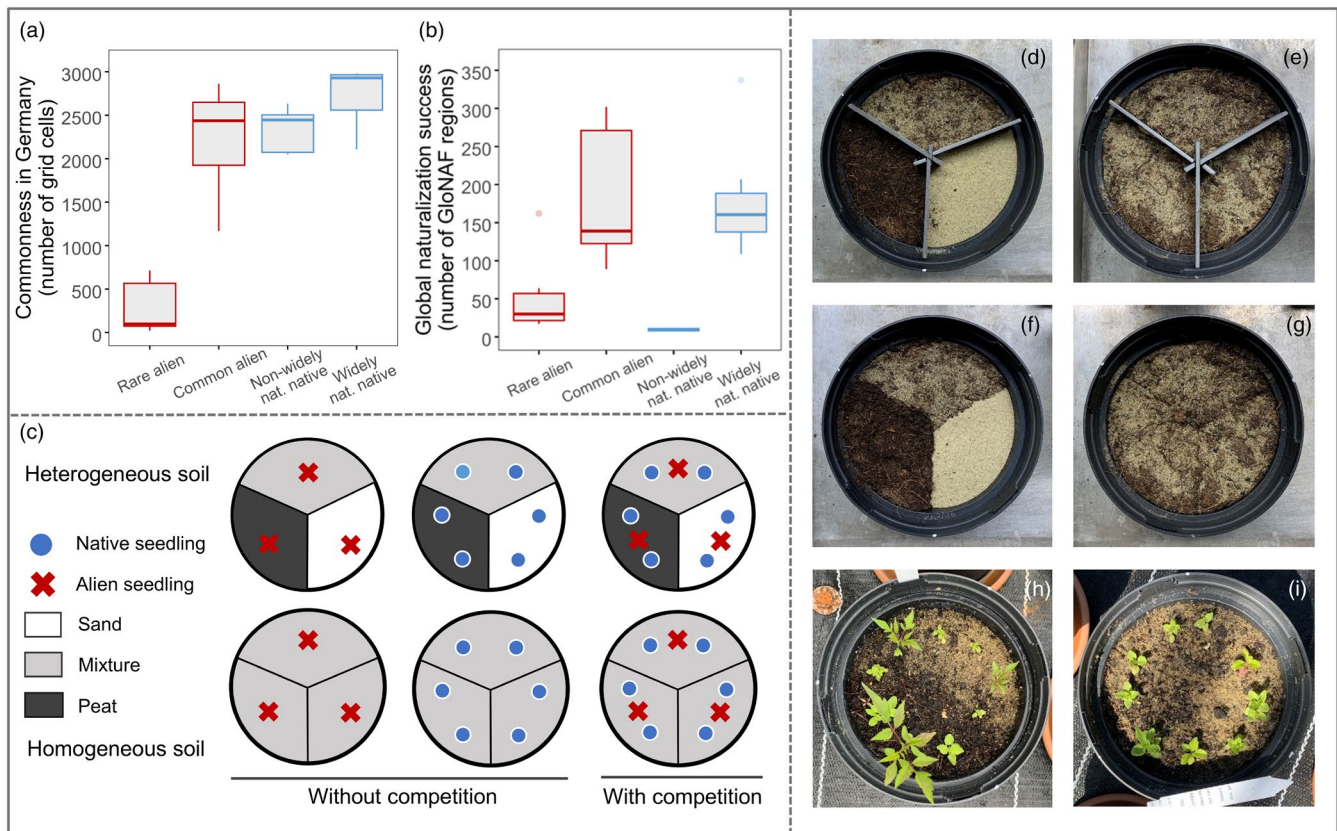 (a)
Commonness in Germany
(number of grid cells)
3000
2500
2000
1500
1000
500
0
Rare alien
Common alien
Non-widely
nat. native
Widely
nat. native
(b)
Global naturalization success
(number of GloNAF regions)
350
300
250
200
150
100
50
0
Rare alien
Common alien
Non-widely
nat. native
Widely
nat. native
(c)
Heterogeneous soil
Native seedling
Alien seedling
Sand
Mixture
Peat
Homogeneous soil
Without competition
With competition
(d)
(e)
(f)
(g)
(h)
(i)